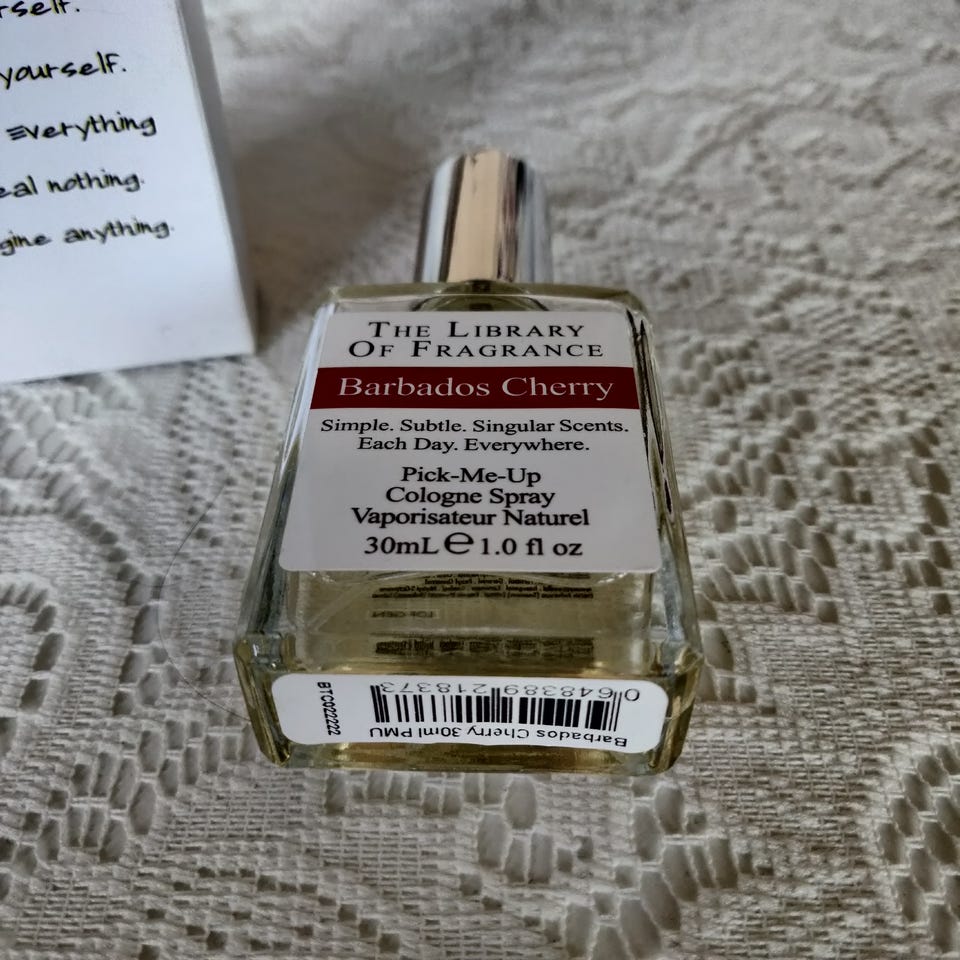 rself.
yourself.
Everything
eal nothing.
gine anything.
THE LIBRARY
OF FRAGRANCE
Barbados Cherry
Simple. Subtle. Singular Scents.
Each Day. Everywhere.
Pick-Me-Up
Cologne Spray
Vaporisateur Naturel
30mL e 1.0 fl oz
Barbados Cherry 30ml PMU
0 648389 218373
BTC022222